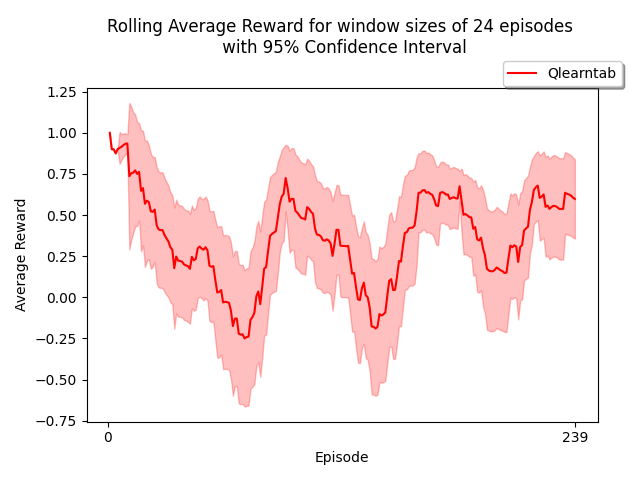 Rolling Average Reward for window sizes of 24 episodes
with 95% Confidence Interval
Qlearntab
1.25
1.00
0.75
0.50
0.25
0.00
−0.25
−0.50
−0.75
Average Reward
0
239
Episode